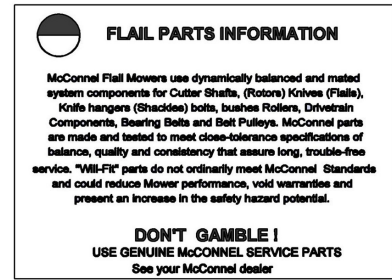 FLAIL PARTS INFORMATION
McConnel Flail Mowers use dynamically balanced and mated
system components for Cutter Shafts, (Rotors) Knives (Flails),
Knife hangers (Shackles) bolts, bushes Rollers, Drivetrain
Components, Bearing Belts and Belt Pulleys. McConnel parts
are made and tested to meet close-tolerance specifications of
balance, quality and consistency that assure long, trouble-free
service. "Will-Fit" parts do not ordinarily meet McConnel Standards
and could reduce Mower performance, void warranties and
present an increase in the safety hazard potential.
DON'T GAMBLE !
USE GENUINE McCONNEL SERVICE PARTS
See your McConnel dealer